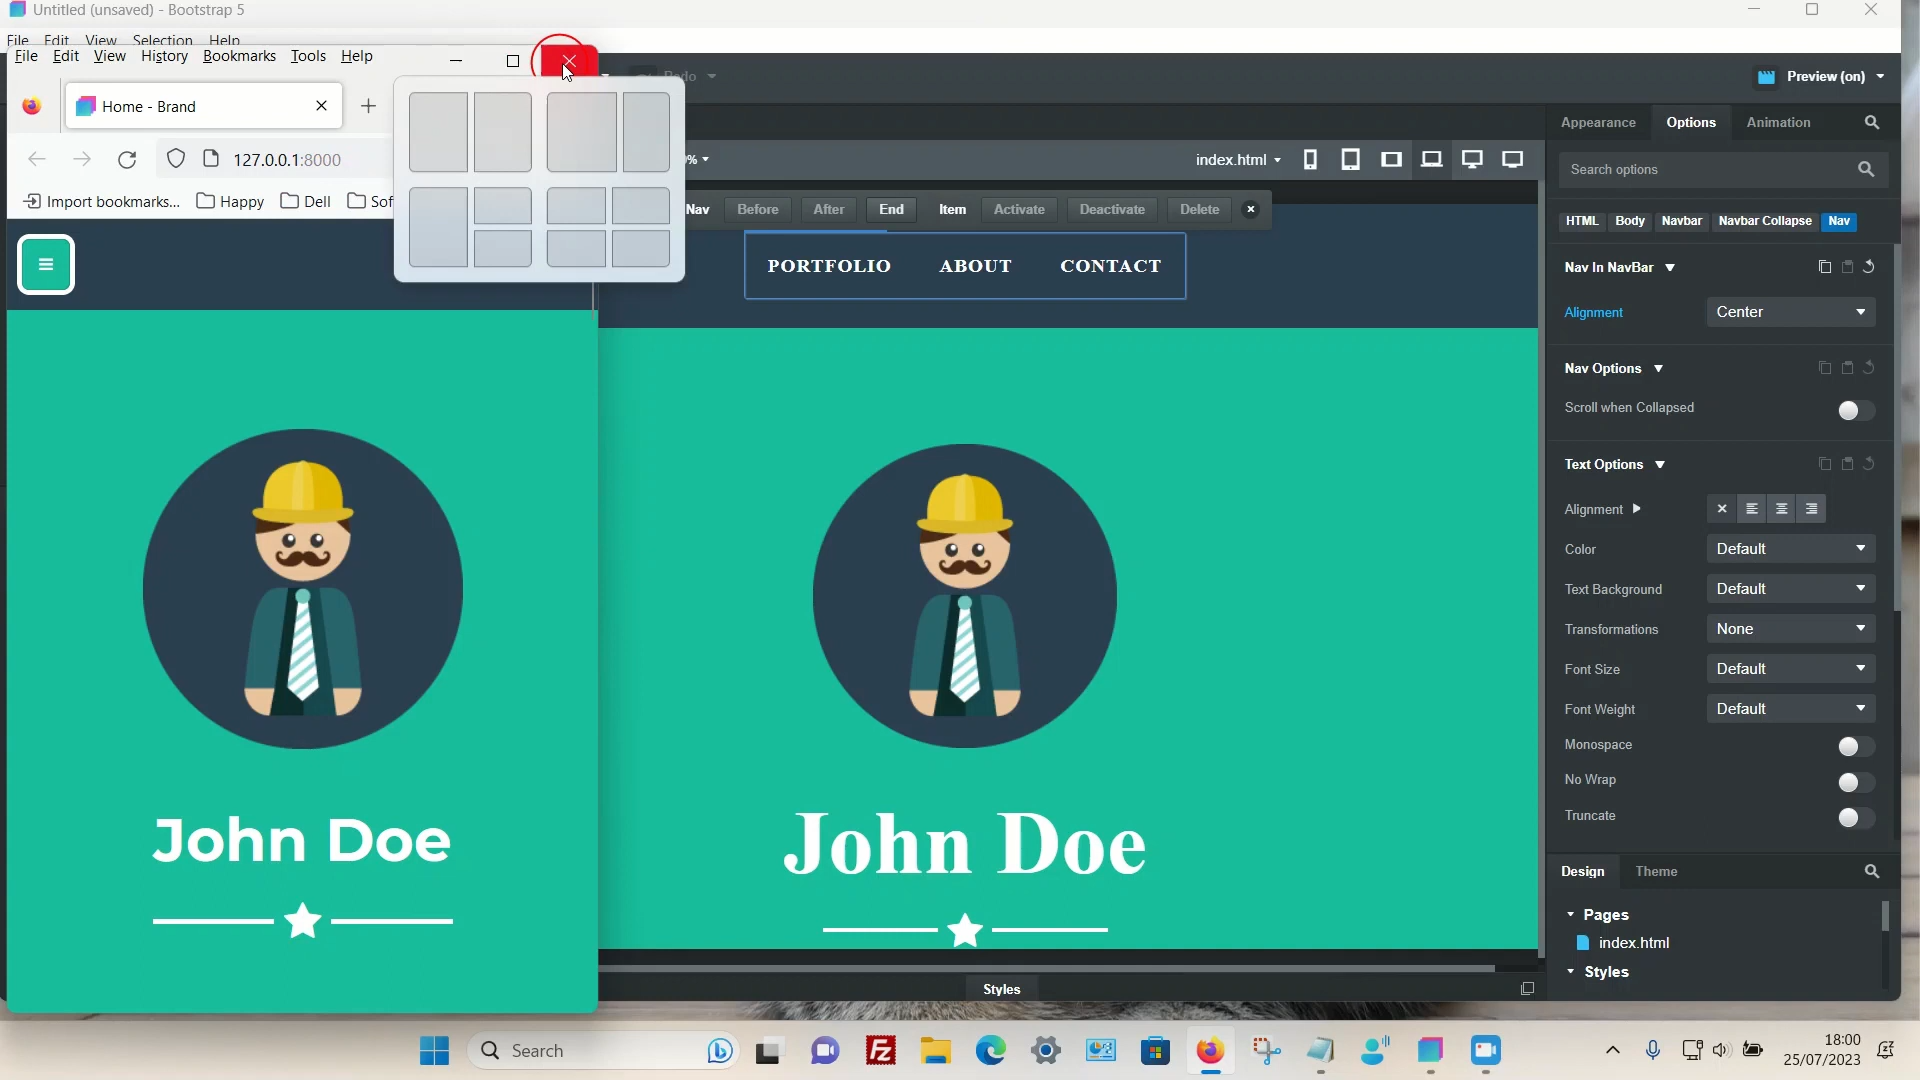 Untitled (unsaved) - Bootstrap 5
File Edit View Selection Help
File Edit View History Bookmarks Tools Help
Home - Brand
127.0.0.1:8000
Import bookmarks... Happy Dell Sof
Preview (on)
Appearance Options Animation
% index.html
Search options
Nav Before After End Item Activate Deactivate Delete
HTML Body Navbar Navbar Collapse Nav
PORTFOLIO ABOUT CONTACT
Nav In NavBar
Alignment Center
Nav Options
Scroll when Collapsed
Text Options
Alignment
Color Default
Text Background Default
Transformations None
Font Size Default
Font Weight Default
Monospace
No Wrap
Truncate
John Doe
John Doe
Design Theme
Pages
index.html
Styles
Styles
Search
18:00
25/07/2023